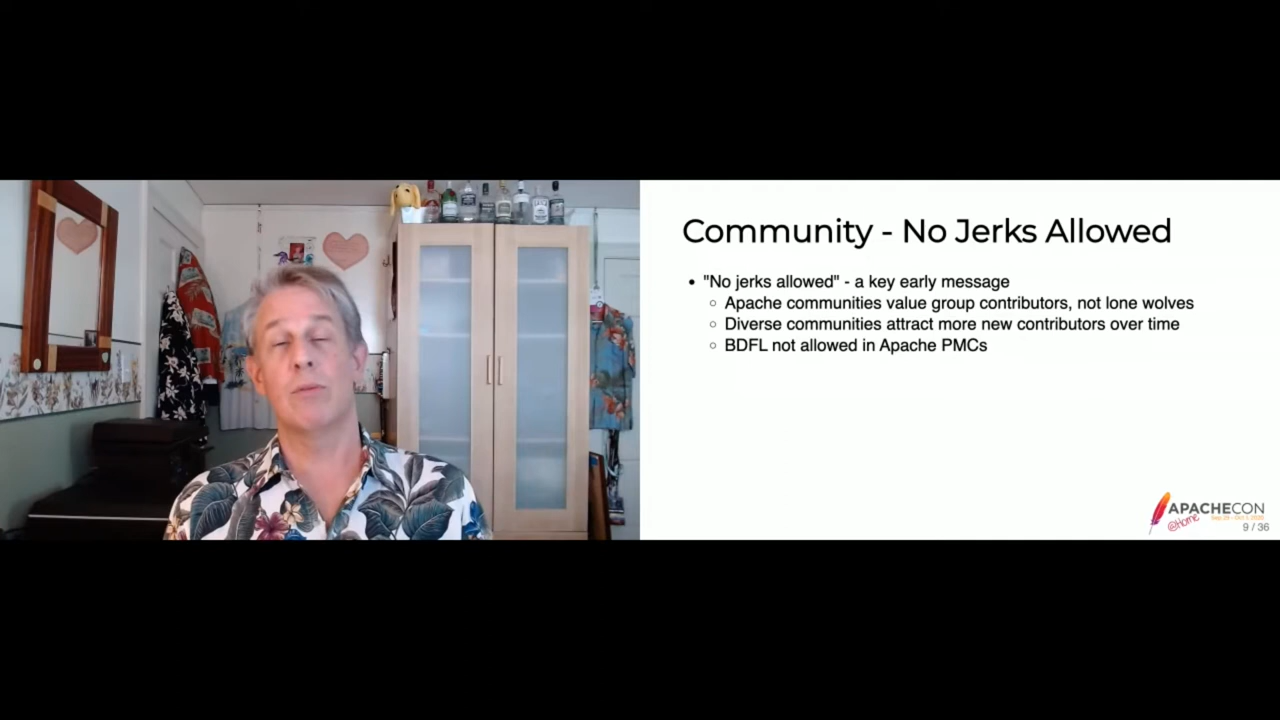 Community - No Jerks Allowed
• "No jerks allowed" - a key early message
○ Apache communities value group contributors, not lone wolves
○ Diverse communities attract more new contributors over time
○ BDFL not allowed in Apache PMCs
APACHECON
@Home
9 / 36